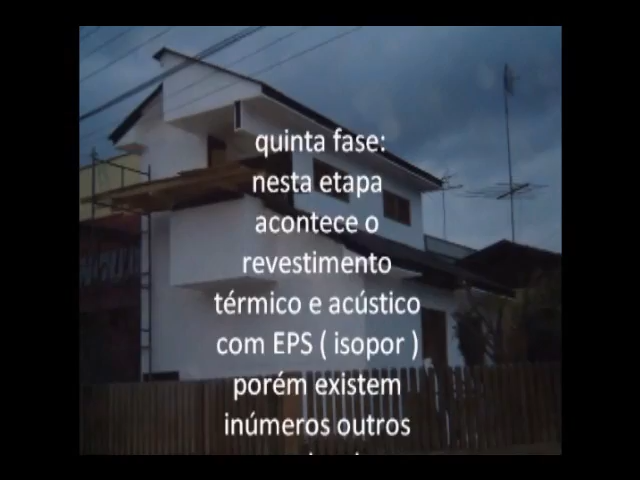 quinta fase:
nesta etapa
acontece o
revestimento
térmico e acústico
com EPS ( isopor )
porém existem
inúmeros outros